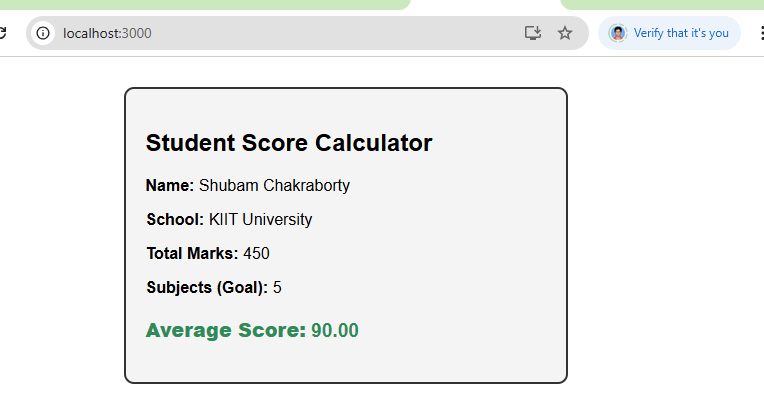 localhost:3000
Verify that it's you
Student Score Calculator
Name: Shubam Chakraborty
School: KIIT University
Total Marks: 450
Subjects (Goal): 5
Average Score: 90.00